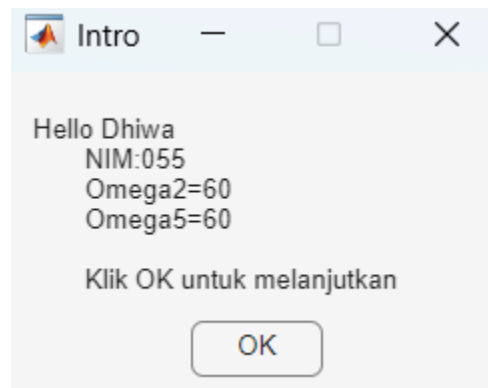 Intro
Hello Dhiwa
NIM:055
Omega2=60
Omega5=60
Klik OK untuk melanjutkan
OK